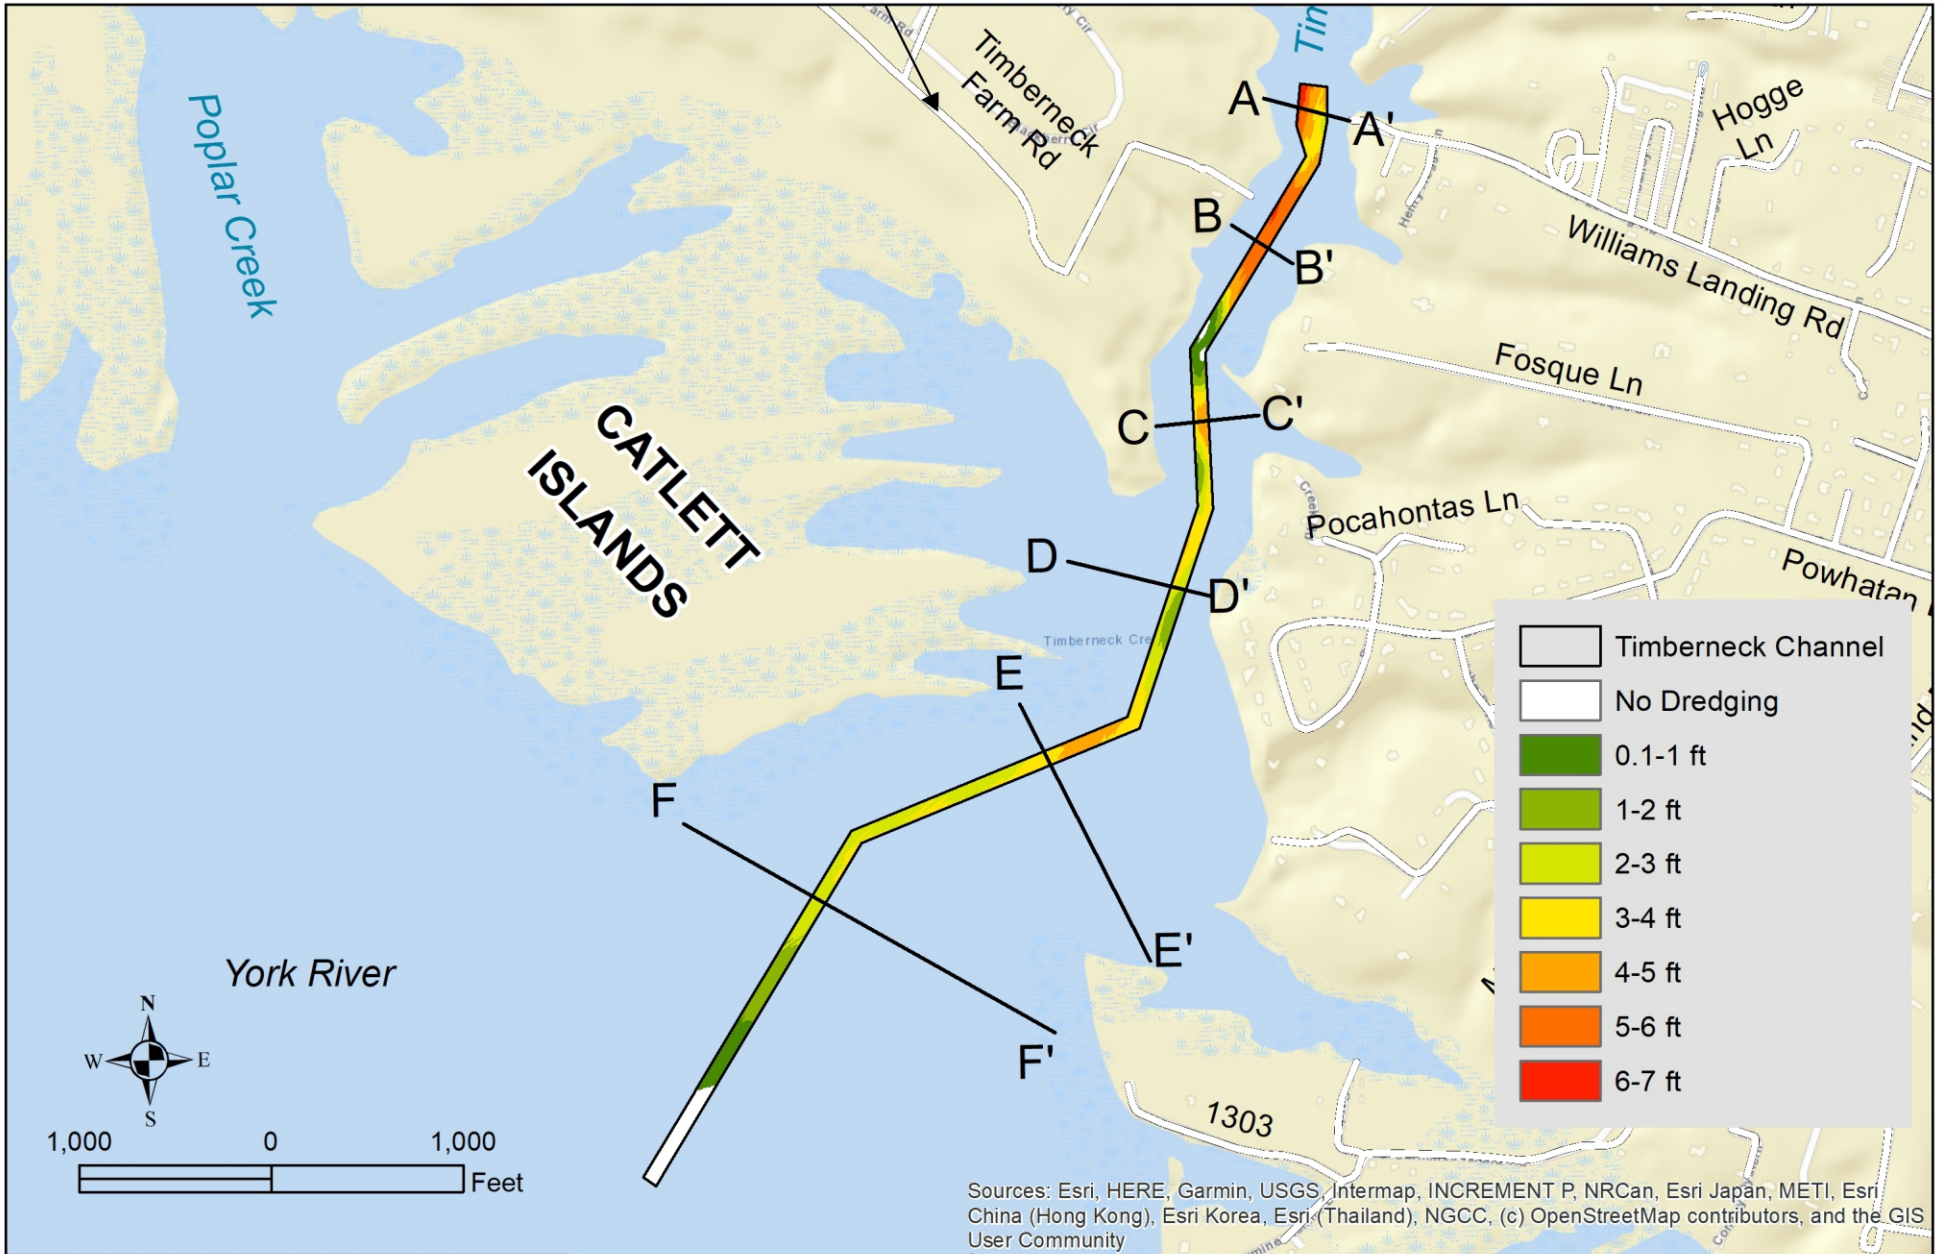 Tim
Farm Rd
Timberneck
Farm Rd
A
A'
Hogge
Ln
Poplar Creek
B
B'
Williams Landing Rd
Fosque Ln
C
C'
CATLETT
ISLANDS
Pocahontas Ln
Creek
D
D'
Powhatan
Timberneck Cre
E
F
E'
F'
York River
N
W
E
S
1,000
0
1,000
Feet
1303
Timberneck Channel
No Dredging
0.1-1 ft
1-2 ft
2-3 ft
3-4 ft
4-5 ft
5-6 ft
6-7 ft
Sources: Esri, HERE, Garmin, USGS, Intermap, INCREMENT P, NRCan, Esri Japan, METI, Esri
China (Hong Kong), Esri Korea, Esri (Thailand), NGCC, (c) OpenStreetMap contributors, and the GIS
User Community